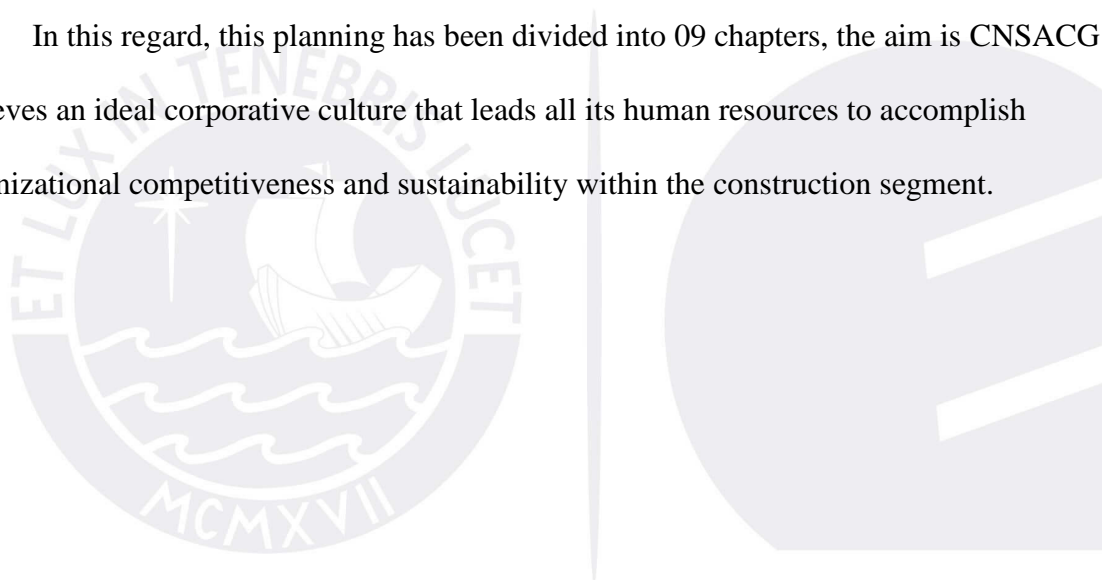 In this regard, this planning has been divided into 09 chapters, the aim is CNSACG
eves an ideal corporative culture that leads all its human resources to accomplish
nizational competitiveness and sustainability within the construction segment.
ET LUX IN TENEBRIS LUCET
MCMXVII